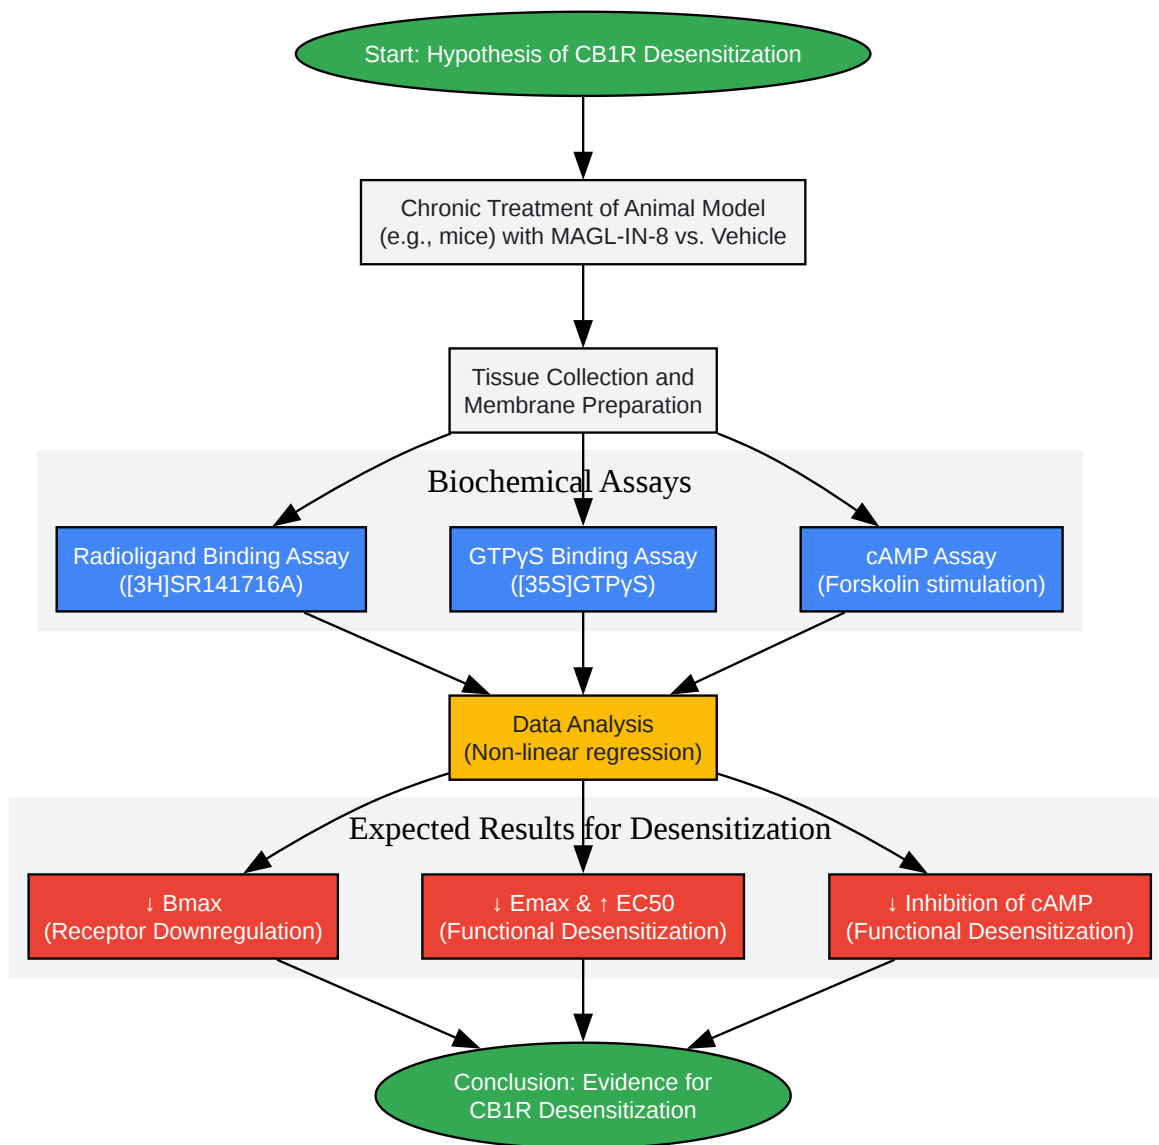 Start: Hypothesis of CB1R Desensitization
Chronic Treatment of Animal Model
(e.g., mice) with MAGL-IN-8 vs. Vehicle
Tissue Collection and
Membrane Preparation
Biochemical Assays
Radioligand Binding Assay
([3H]SR141716A)
GTPγS Binding Assay
([35S]GTPγS)
cAMP Assay
(Forskolin stimulation)
Data Analysis
(Non-linear regression)
Expected Results for Desensitization
↓ Bmax
(Receptor Downregulation)
↓ Emax & ↑ EC50
(Functional Desensitization)
↓ Inhibition of cAMP
(Functional Desensitization)
Conclusion: Evidence for
CB1R Desensitization